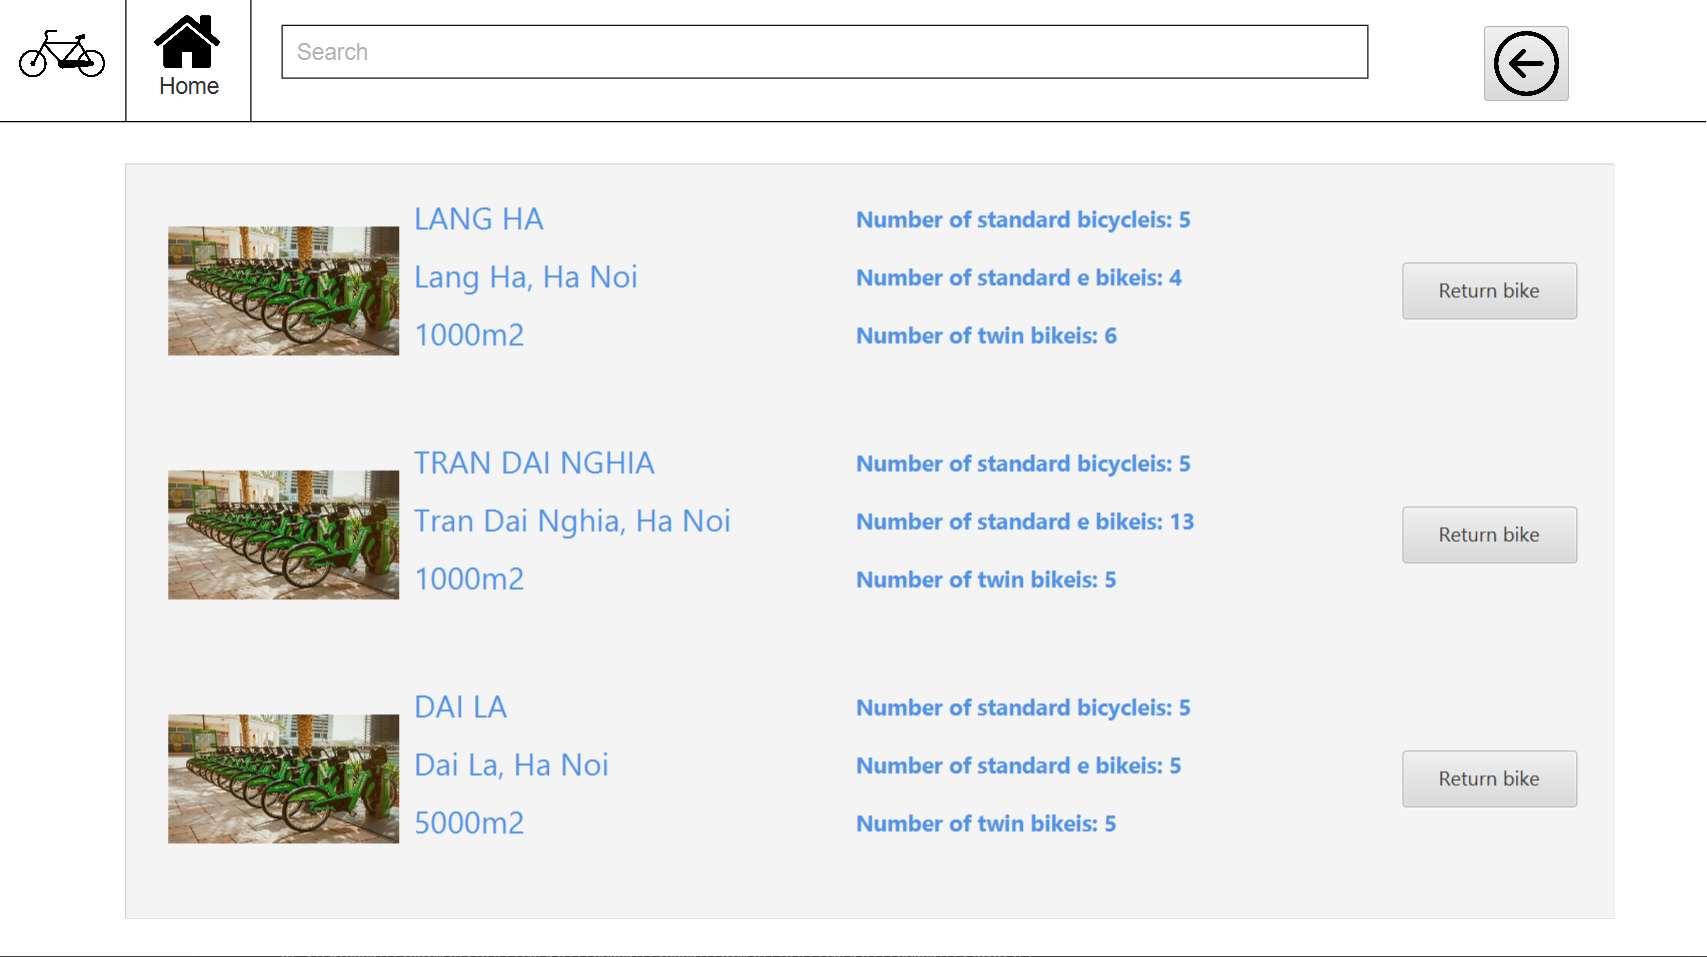 Home
Search
LANG HA
Lang Ha, Ha Noi
1000m2
Number of standard bicycleis: 5
Number of standard e bikeis: 4
Number of twin bikeis: 6
Return bike
TRAN DAI NGHIA
Tran Dai Nghia, Ha Noi
1000m2
Number of standard bicycleis: 5
Number of standard e bikeis: 13
Number of twin bikeis: 5
Return bike
DAI LA
Dai La, Ha Noi
5000m2
Number of standard bicycleis: 5
Number of standard e bikeis: 5
Number of twin bikeis: 5
Return bike